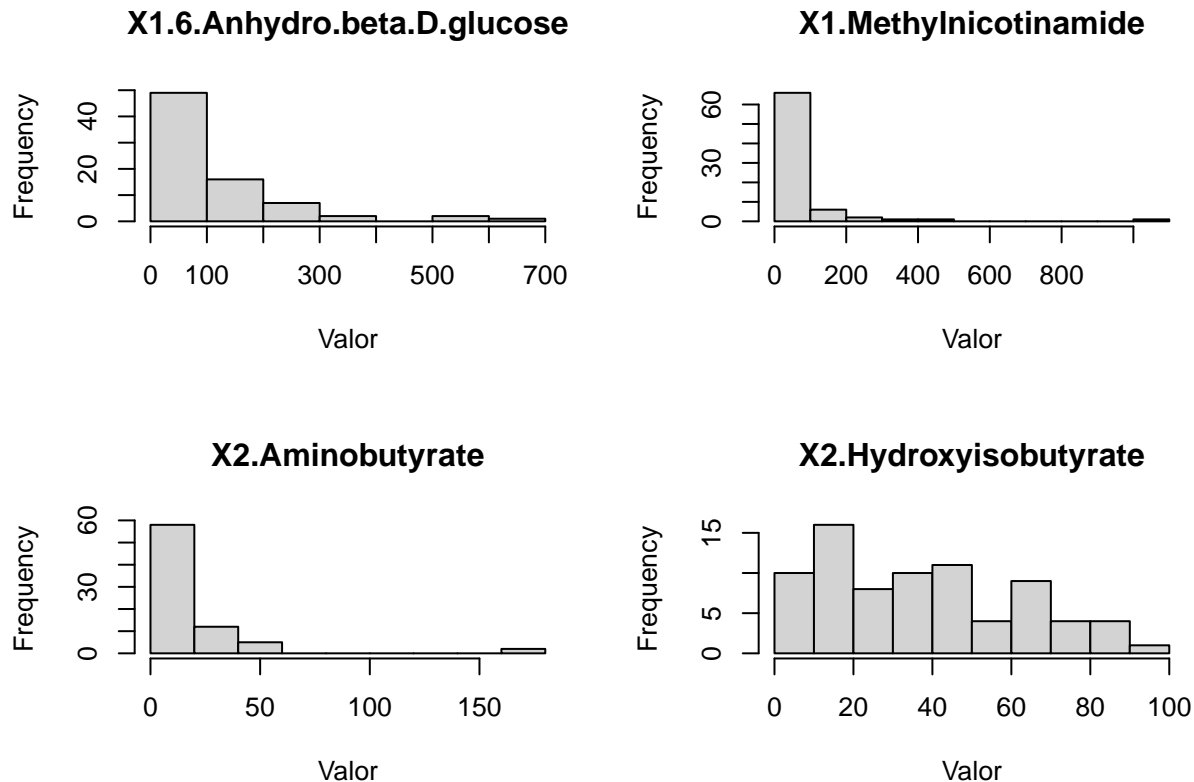 X1.6.Anhydro.beta.D.glucose
Frequency
0 20 40
0 100 300 500 700
Valor
X1.Methylnicotinamide
Frequency
0 30 60
0 200 400 600 800
Valor
X2.Aminobutyrate
Frequency
0 30 60
0 50 100 150
Valor
X2.Hydroxyisobutyrate
Frequency
0 5 15
0 20 40 60 80 100
Valor